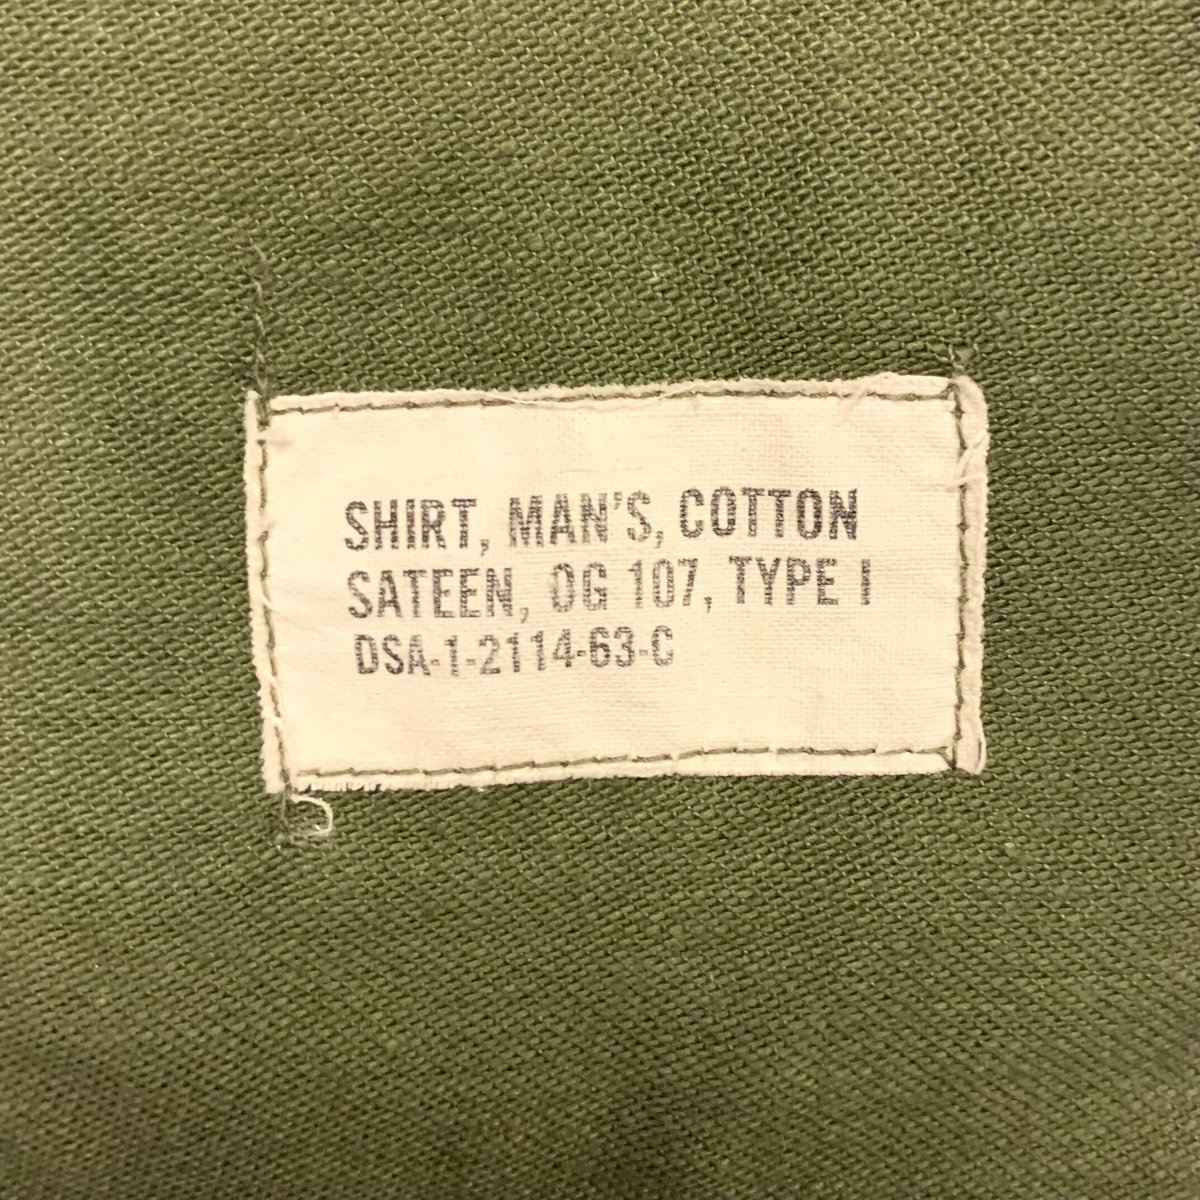 SHIRT, MAN'S, COTTON
SATEEN, OG 107, TYPE I
DSA-1-2114-63-C